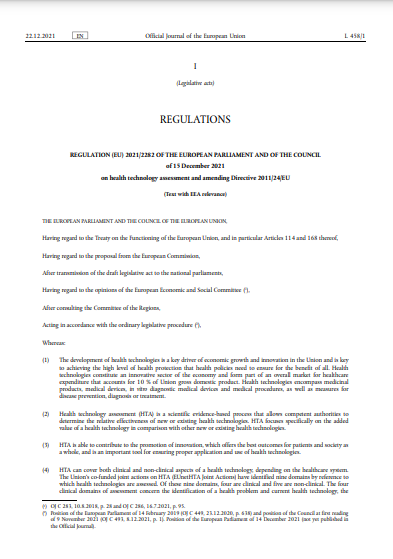 22.12.2021 EN Official Journal of the European Union L 458/1
I
(Legislative acts)
REGULATIONS
REGULATION (EU) 2021/2282 OF THE EUROPEAN PARLIAMENT AND OF THE COUNCIL
of 15 December 2021
on health technology assessment and amending Directive 2011/24/EU
(Text with EEA relevance)
THE EUROPEAN PARLIAMENT AND THE COUNCIL OF THE EUROPEAN UNION,
Having regard to the Treaty on the Functioning of the European Union, and in particular Articles 114 and 168 thereof,
Having regard to the proposal from the European Commission,
After transmission of the draft legislative act to the national parliaments,
Having regard to the opinions of the European Economic and Social Committee (¹),
After consulting the Committee of the Regions,
Acting in accordance with the ordinary legislative procedure (²),
Whereas:
(1) The development of health technologies is a key driver of economic growth and innovation in the Union and is key
to achieving the high level of health protection that health policies need to ensure for the benefit of all. Health
technologies constitute an innovative sector of the economy and form part of an overall market for healthcare
expenditure that accounts for 10 % of Union gross domestic product. Health technologies encompass medicinal
products, medical devices, in vitro diagnostic medical devices and medical procedures, as well as measures for
disease prevention, diagnosis or treatment.
(2) Health technology assessment (HTA) is a scientific evidence-based process that allows competent authorities to
determine the relative effectiveness of new or existing health technologies. HTA focuses specifically on the added
value of a health technology in comparison with other new or existing health technologies.
(3) HTA is able to contribute to the promotion of innovation, which offers the best outcomes for patients and society as
a whole, and is an important tool for ensuring proper application and use of health technologies.
(4) HTA can cover both clinical and non-clinical aspects of a health technology, depending on the healthcare system.
The Union's co-funded joint actions on HTA (EUnetHTA Joint Actions) have identified nine domains by reference to
which health technologies are assessed. Of those nine domains, four are clinical and five are non-clinical. The four
clinical domains of assessment concern the identification of a health problem and current health technology, the
(¹) OJ C 283, 10.8.2018, p. 28 and OJ C 286, 16.7.2021, p. 95.
(²) Position of the European Parliament of 14 February 2019 (OJ C 449, 23.12.2020, p. 638) and position of the Council at first reading
of 9 November 2021 (OJ C 493, 8.12.2021, p. 1). Position of the European Parliament of 14 December 2021 (not yet published in
the Official Journal).